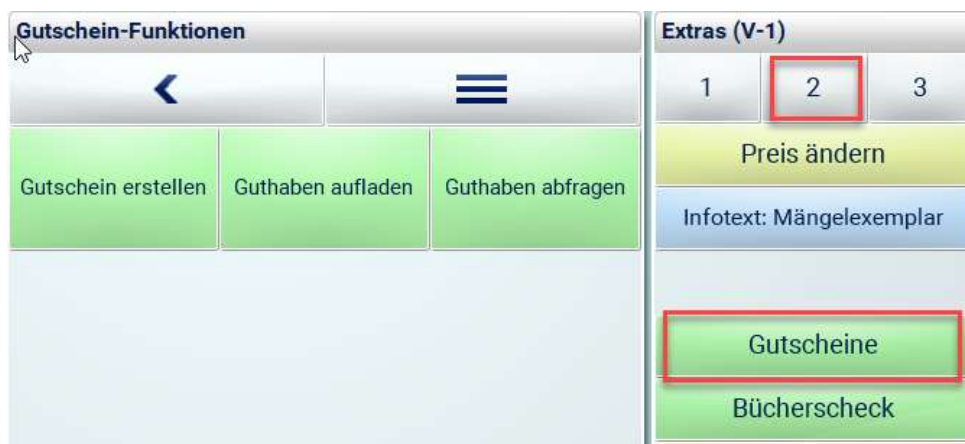 Gutschein-Funktionen
Gutschein erstellen
Guthaben aufladen
Guthaben abfragen
Extras (V-1)
1
2
3
Preis ändern
Infotext: Mängelexemplar
Gutscheine
Bücherscheck